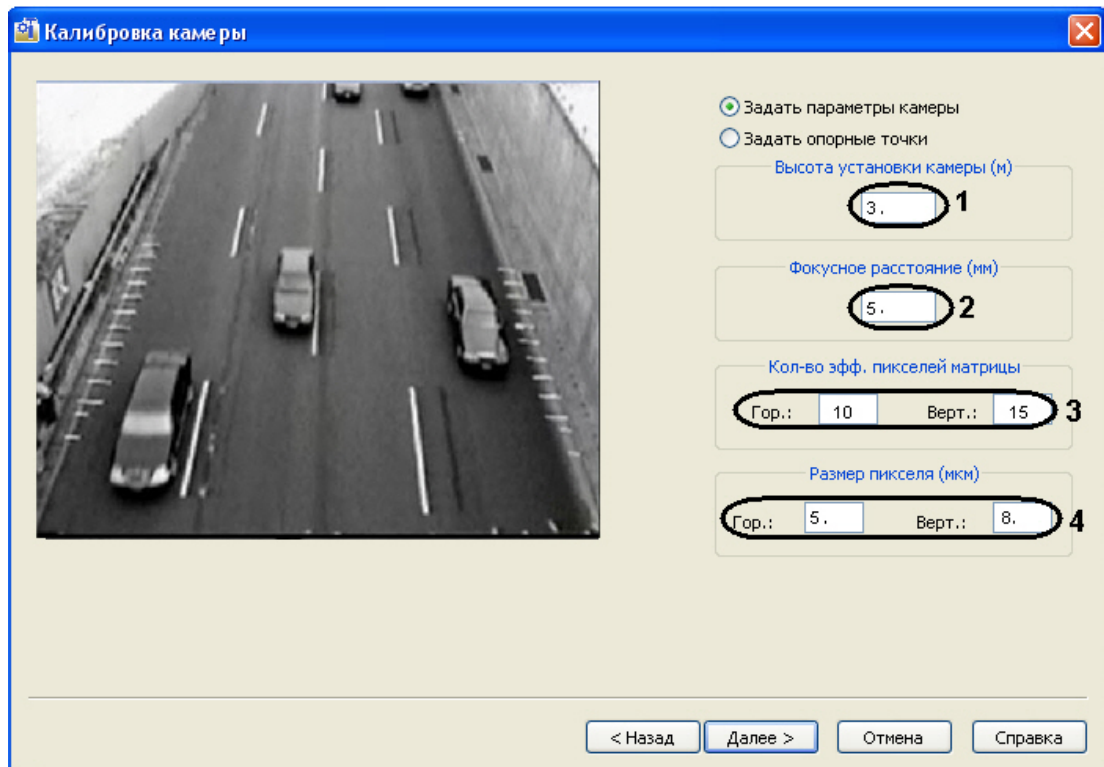 Калибровка камеры
Задать параметры камеры
Задать опорные точки
Высота установки камеры (м)
3. 1
Фокусное расстояние (мм)
5. 2
Кол-во эфф. пикселей матрицы
Гор.: 10 Верт.: 15 3
Размер пикселя (мкм)
Гор.: 5. Верт.: 8. 4
< Назад Далее > Отмена Справка